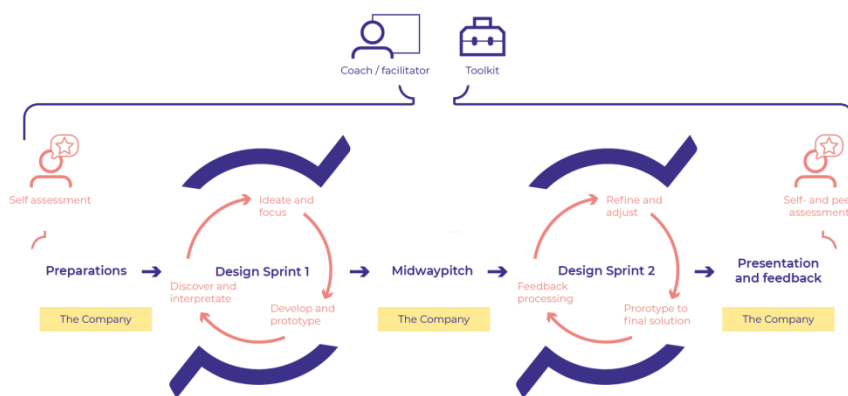 Coach / facilitator
Toolkit
Self assessment
Ideate and
focus
Refine and
adjust
Self- and pee
assessment
Preparations
Design Sprint 1
Midwaypitch
Design Sprint 2
Presentation
and feedback
Discover and
interpretate
Feedback
processing
Develop and
prototype
Prorotype to
final solution
The Company
The Company
The Company